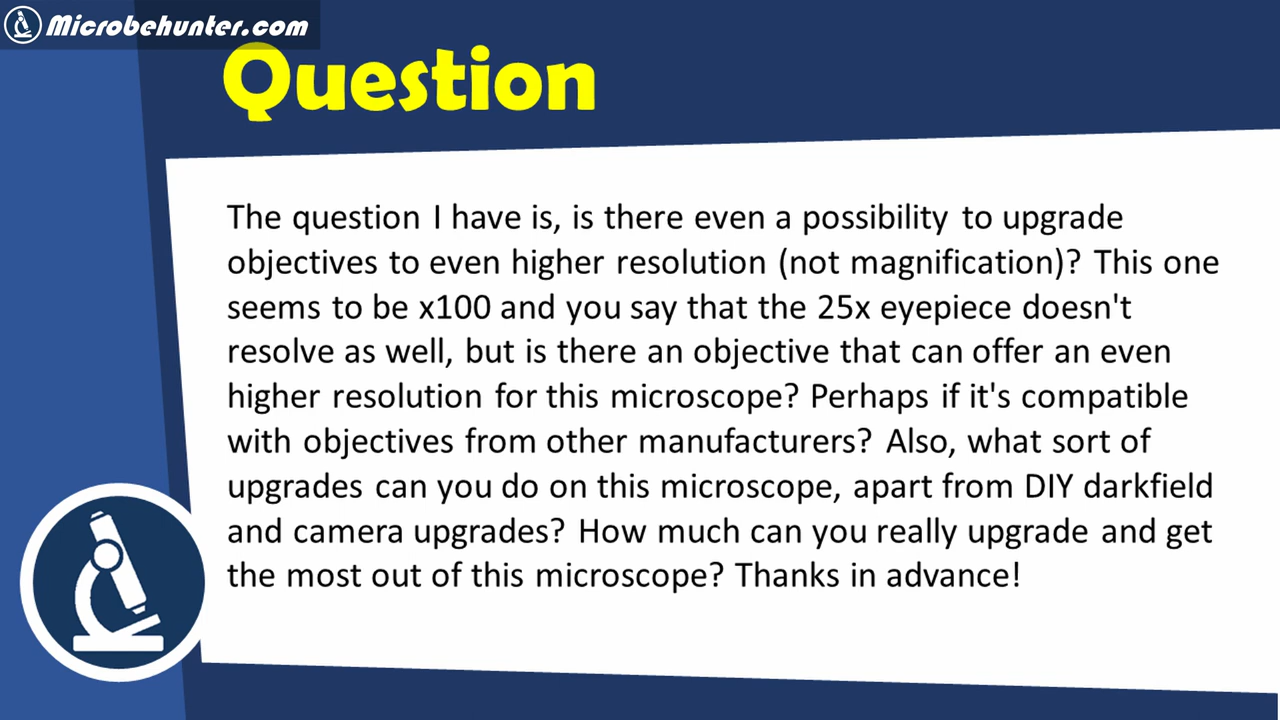 Microbehunter.com
Question
The question I have is, is there even a possibility to upgrade
objectives to even higher resolution (not magnification)? This one
seems to be x100 and you say that the 25x eyepiece doesn't
resolve as well, but is there an objective that can offer an even
higher resolution for this microscope? Perhaps if it's compatible
with objectives from other manufacturers? Also, what sort of
upgrades can you do on this microscope, apart from DIY darkfield
and camera upgrades? How much can you really upgrade and get
the most out of this microscope? Thanks in advance!